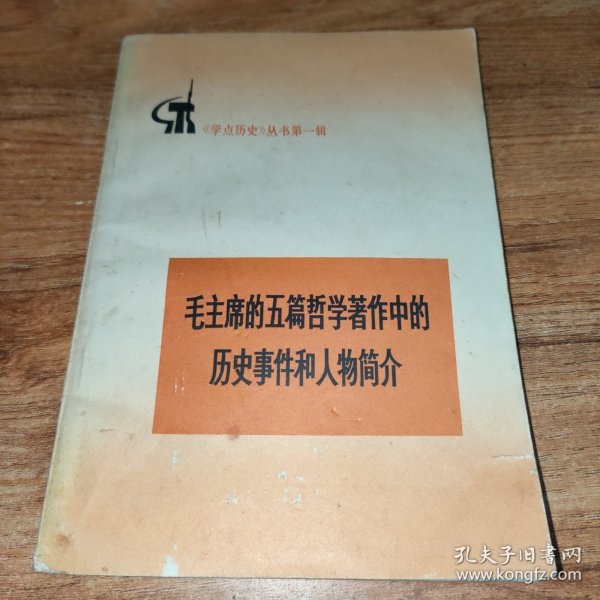 《学点历史》丛书第一辑
毛主席的五篇哲学著作中的
历史事件和人物简介
孔夫子旧书网
www.kongfz.com